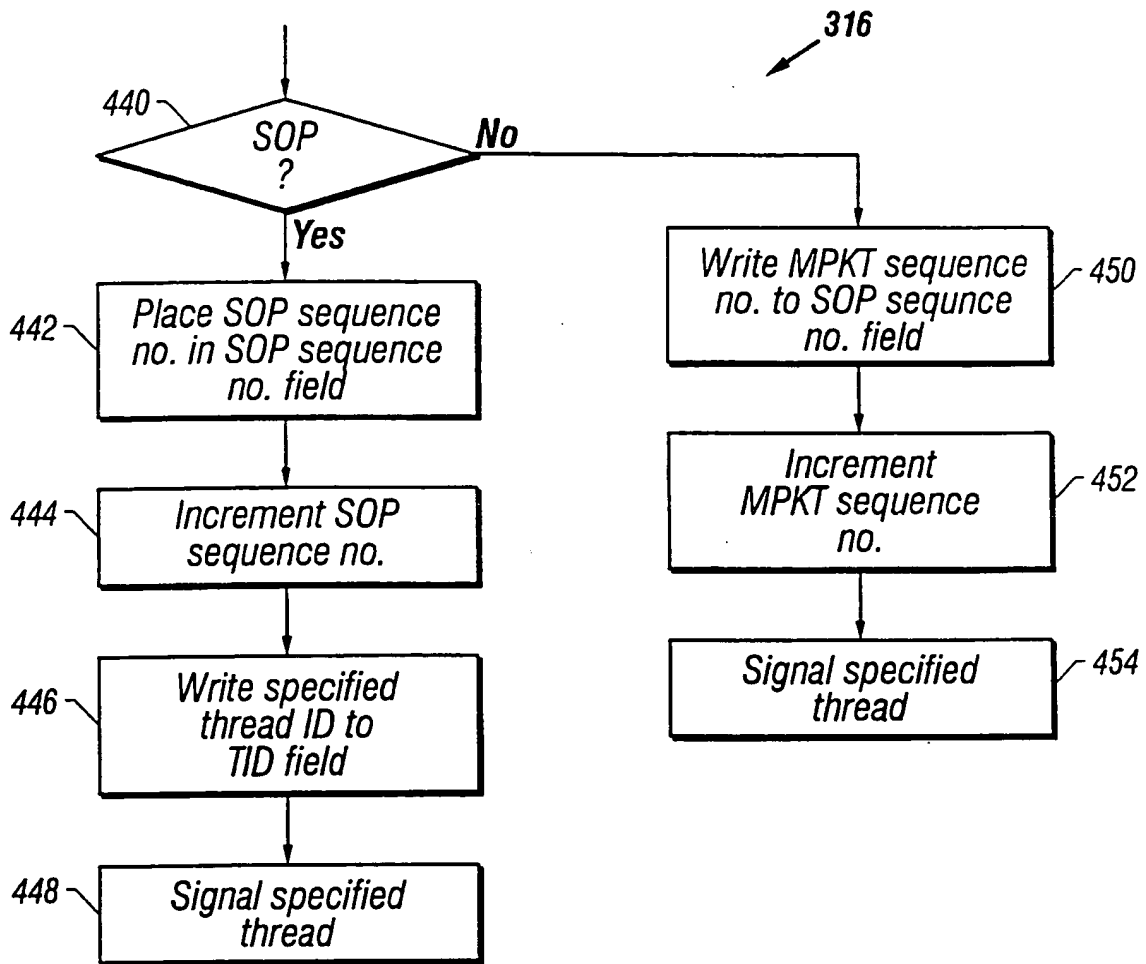 316
440
SOP
?
No
Yes
442
Place SOP sequence
no. in SOP sequence
no. field
444
Increment SOP
sequence no.
446
Write specified
thread ID to
TID field
448
Signal specified
thread
Write MPKT sequence
no. to SOP sequnce
no. field
450
Increment
MPKT sequence
no.
452
Signal specified
thread
454